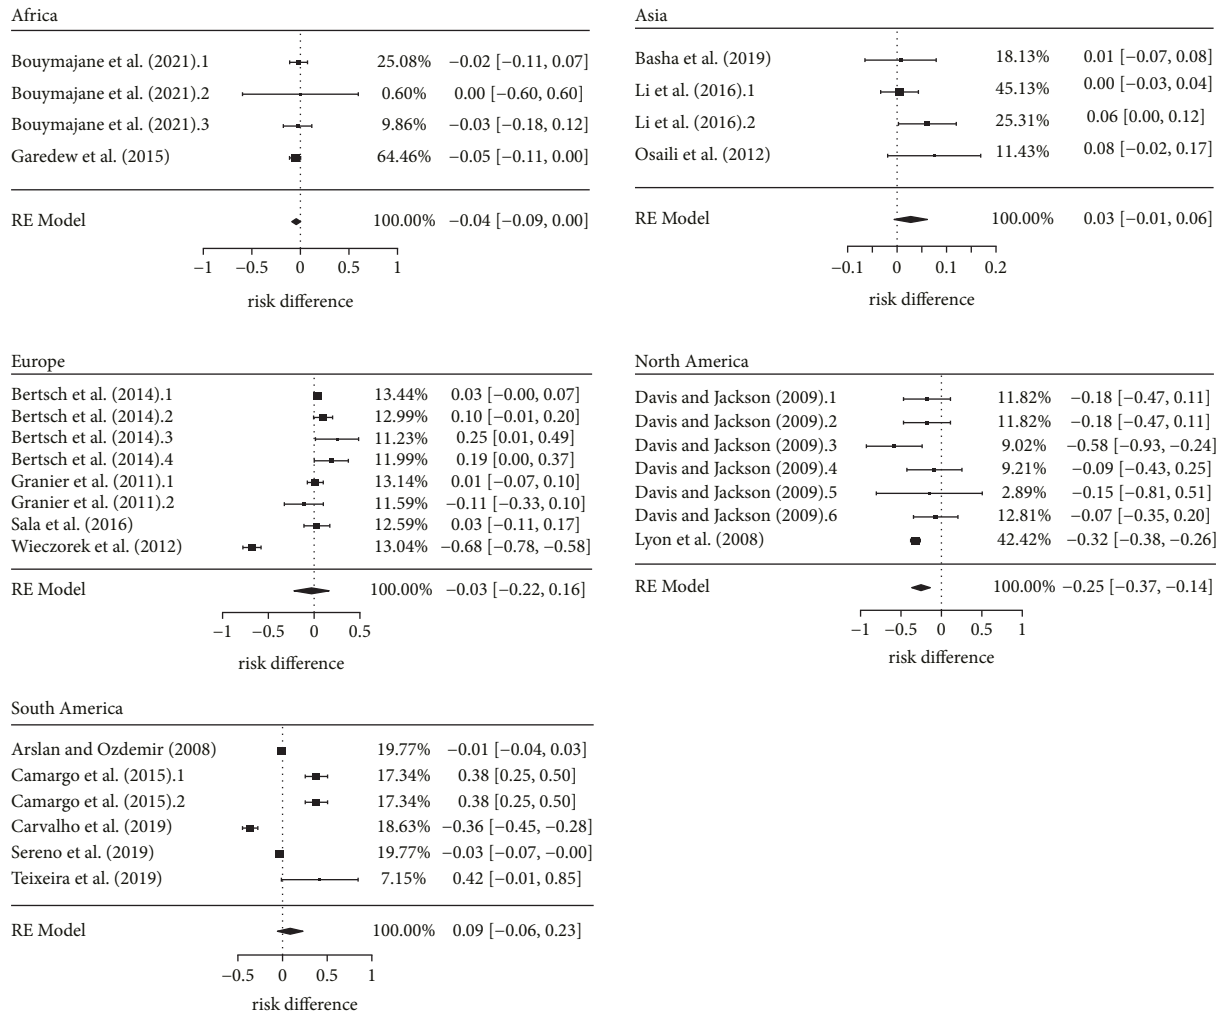 Africa
Bouymajane et al. (2021).1 25.08% −0.02 [−0.11, 0.07]
Bouymajane et al. (2021).2 0.60% 0.00 [−0.60, 0.60]
Bouymajane et al. (2021).3 9.86% −0.03 [−0.18, 0.12]
Garedew et al. (2015) 64.46% −0.05 [−0.11, 0.00]
RE Model 100.00% −0.04 [−0.09, 0.00]
−1 −0.5 0 0.5 1
risk difference
Asia
Basha et al. (2019) 18.13% 0.01 [−0.07, 0.08]
Li et al. (2016).1 45.13% 0.00 [−0.03, 0.04]
Li et al. (2016).2 25.31% 0.06 [0.00, 0.12]
Osaili et al. (2012) 11.43% 0.08 [−0.02, 0.17]
RE Model 100.00% 0.03 [−0.01, 0.06]
−0.1 0 0.1 0.2
risk difference
Europe
Bertsch et al. (2014).1 13.44% 0.03 [−0.00, 0.07]
Bertsch et al. (2014).2 12.99% 0.10 [−0.01, 0.20]
Bertsch et al. (2014).3 11.23% 0.25 [0.01, 0.49]
Bertsch et al. (2014).4 11.99% 0.19 [0.00, 0.37]
Granier et al. (2011).1 13.14% 0.01 [−0.07, 0.10]
Granier et al. (2011).2 11.59% −0.11 [−0.33, 0.10]
Sala et al. (2016) 12.59% 0.03 [−0.11, 0.17]
Wieczorek et al. (2012) 13.04% −0.68 [−0.78, −0.58]
RE Model 100.00% −0.03 [−0.22, 0.16]
−1 −0.5 0 0.5
risk difference
North America
Davis and Jackson (2009).1 11.82% −0.18 [−0.47, 0.11]
Davis and Jackson (2009).2 11.82% −0.18 [−0.47, 0.11]
Davis and Jackson (2009).3 9.02% −0.58 [−0.93, −0.24]
Davis and Jackson (2009).4 9.21% −0.09 [−0.43, 0.25]
Davis and Jackson (2009).5 2.89% −0.15 [−0.81, 0.51]
Davis and Jackson (2009).6 12.81% −0.07 [−0.35, 0.20]
Lyon et al. (2008) 42.42% −0.32 [−0.38, −0.26]
RE Model 100.00% −0.25 [−0.37, −0.14]
−1 −0.5 0 0.5 1
risk difference
South America
Arslan and Ozdemir (2008) 19.77% −0.01 [−0.04, 0.03]
Camargo et al. (2015).1 17.34% 0.38 [0.25, 0.50]
Camargo et al. (2015).2 17.34% 0.38 [0.25, 0.50]
Carvalho et al. (2019) 18.63% −0.36 [−0.45, −0.28]
Sereno et al. (2019) 19.77% −0.03 [−0.07, −0.00]
Teixeira et al. (2019) 7.15% 0.42 [−0.01, 0.85]
RE Model 100.00% 0.09 [−0.06, 0.23]
−0.5 0 0.5 1
risk difference